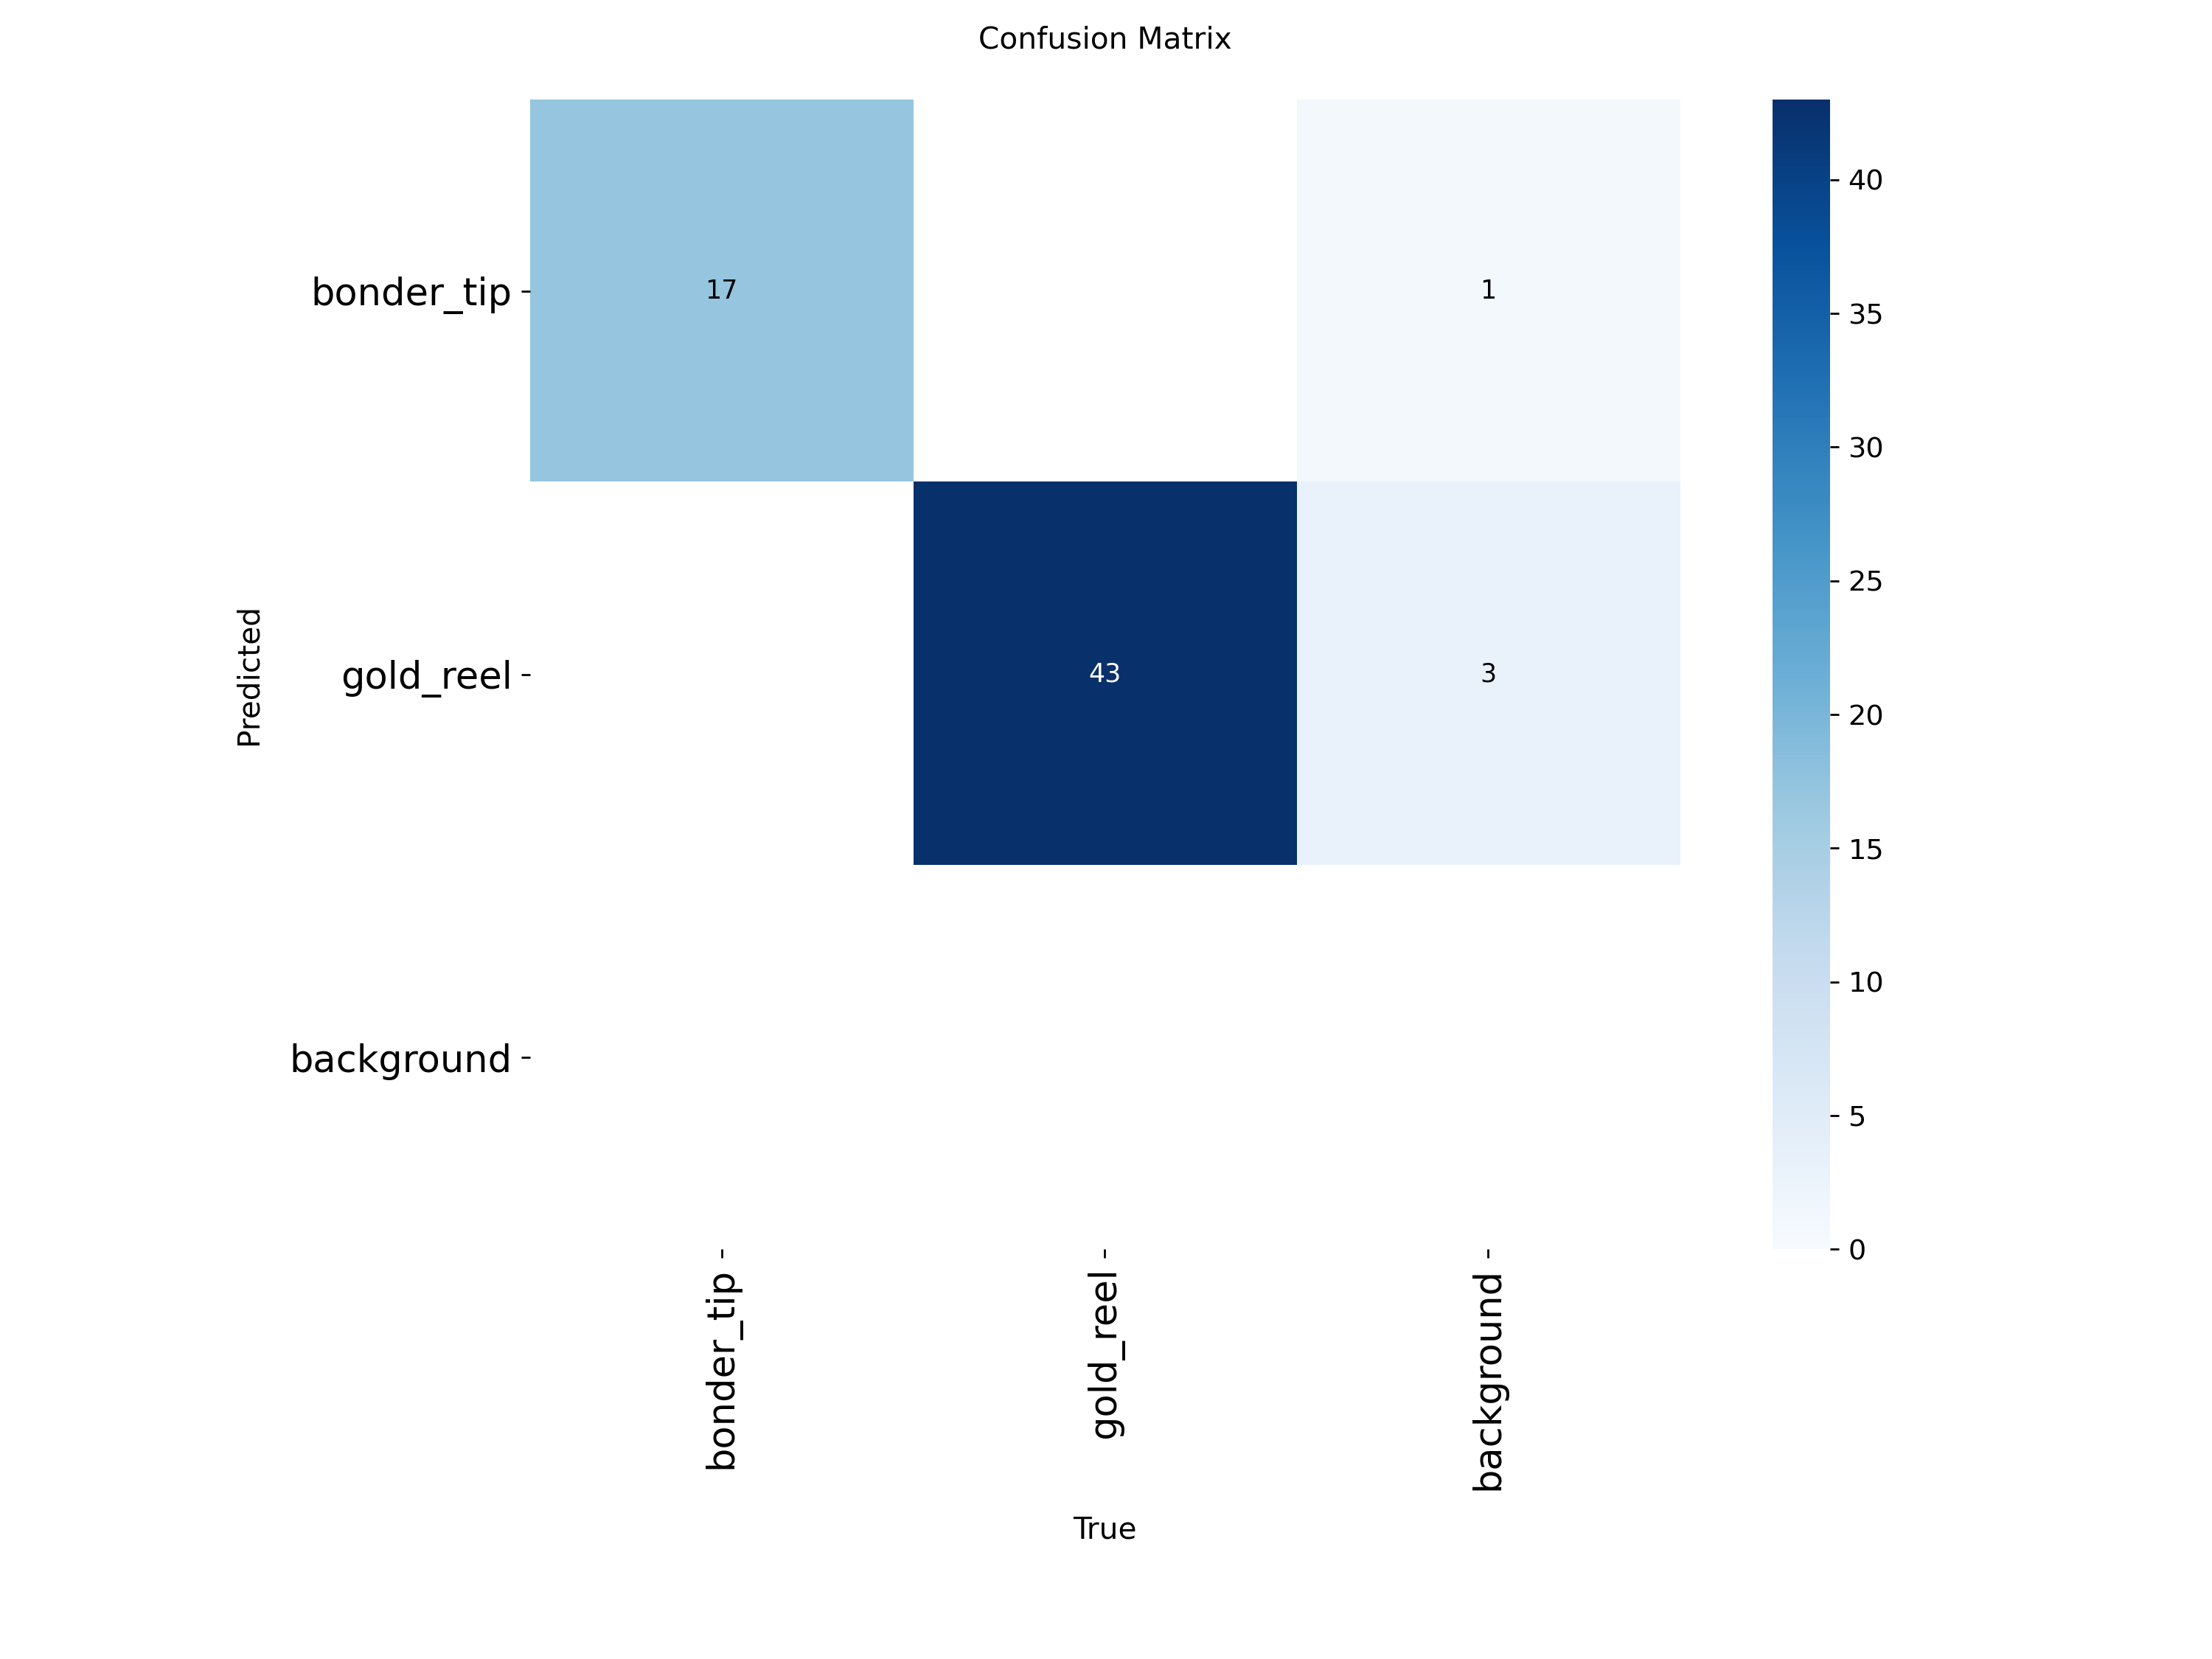 Confusion Matrix
bonder_tip
17
1
gold_reel
43
3
background
Predicted
bonder_tip
gold_reel
background
True
40
35
30
25
20
15
10
5
0